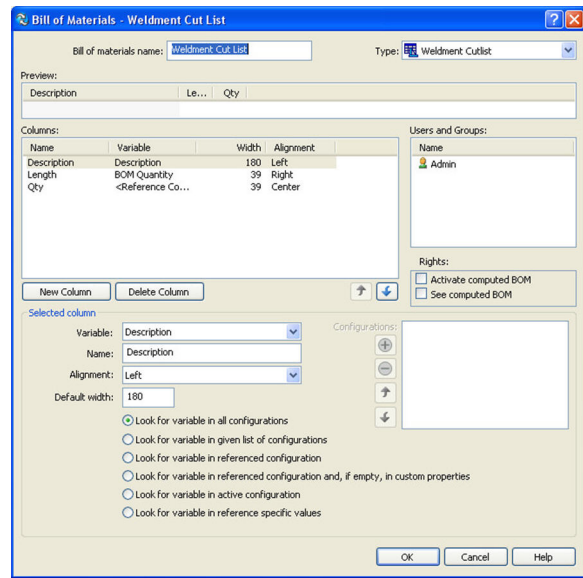 Bill of Materials - Weldment Cut List
Bill of materials name: Weldment Cut List Type: Weldment Cutlist
Preview:
Description Le... Qty
Columns: Users and Groups:
Name Variable Width Alignment Name
Description Description 180 Left Admin
Length BOM Quantity 39 Right
Qty <Reference Co... 39 Center
Rights:
Activate computed BOM
New Column Delete Column See computed BOM
Selected column
Variable: Description Configurations:
Name: Description
Alignment: Left
Default width: 180
Look for variable in all configurations
Look for variable in given list of configurations
Look for variable in referenced configuration
Look for variable in referenced configuration and, if empty, in custom properties
Look for variable in active configuration
Look for variable in reference specific values
OK Cancel Help